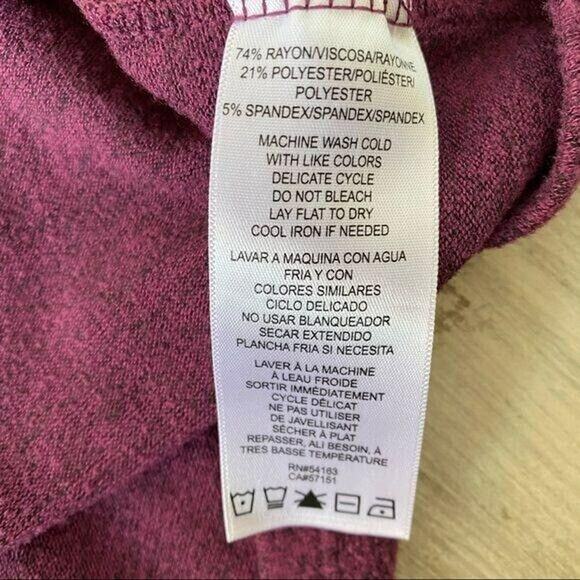 74% RAYON/VISCOSA/RAYONNE
21% POLYESTER/POLIÉSTER/
POLYESTER
5% SPANDEX/SPANDEX/SPANDEX
MACHINE WASH COLD
WITH LIKE COLORS
DELICATE CYCLE
DO NOT BLEACH
LAY FLAT TO DRY
COOL IRON IF NEEDED
LAVAR A MAQUINA CON AGUA
FRIA Y CON
COLORES SIMILARES
CICLO DELICADO
NO USAR BLANQUEADOR
SECAR EXTENDIDO
PLANCHA FRIA SI NECESITA
LAVER À LA MACHINE
À LEAU FROIDE
SORTIR IMMÉDIATEMENT
CYCLE DÉLICAT
NE PAS UTILISER
DE JAVELLISANT
SÉCHER À PLAT
REPASSER, ALI BESOIN, À
TRES BASSE TEMPÉRATURE
RN#54163
CA#57151